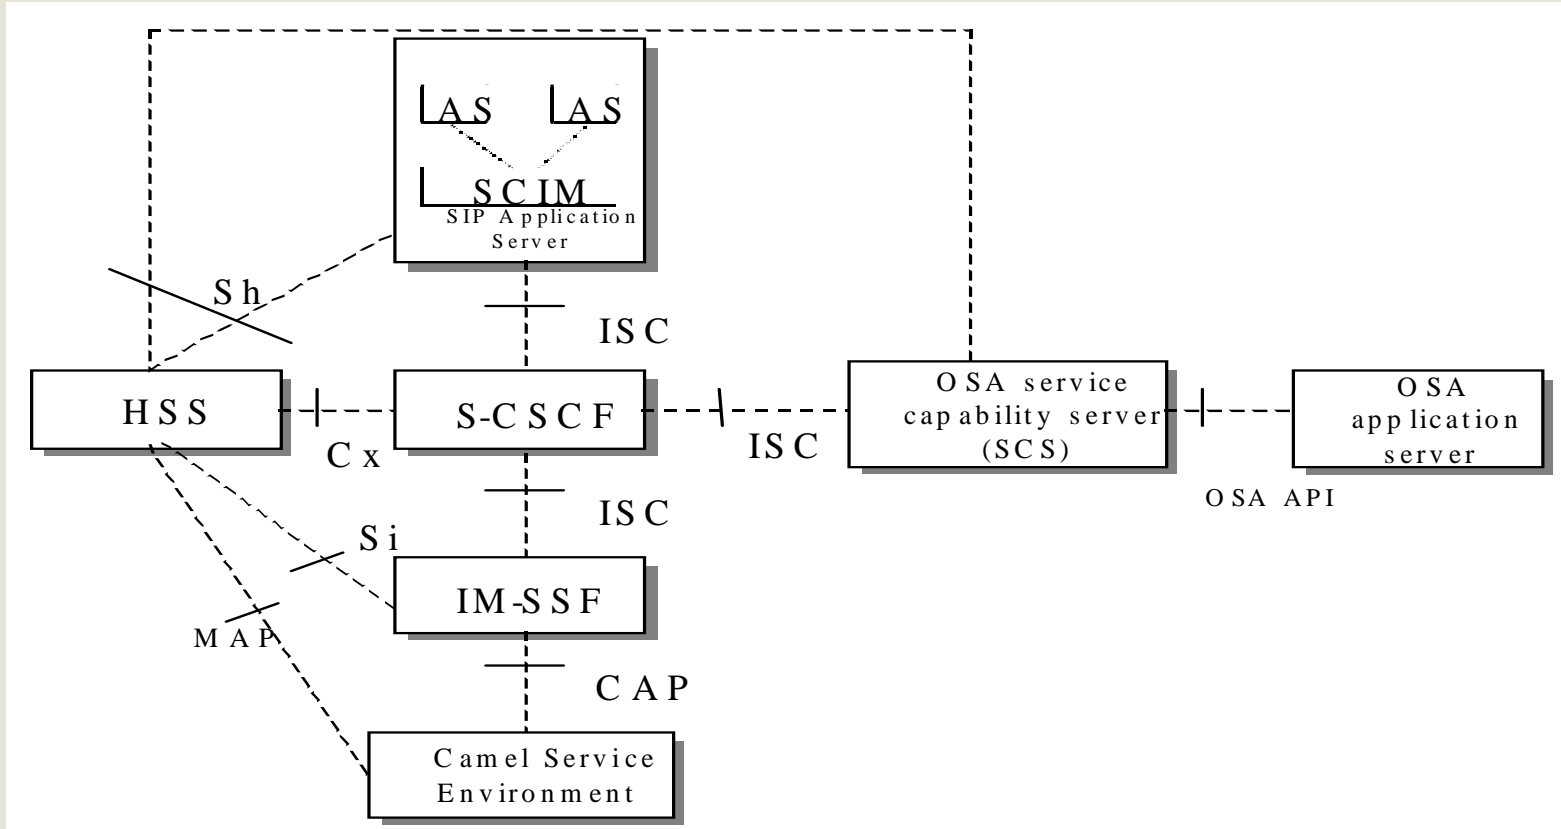 AS AS
SCIM
SIP Application
Server
Sh
ISC
HSS
Cx
S-CSCF
ISC
OSA service
capability server
(SCS)
OSA API
OSA
application
server
ISC
Si
IM-SSF
MAP
CAP
Camel Service
Environment